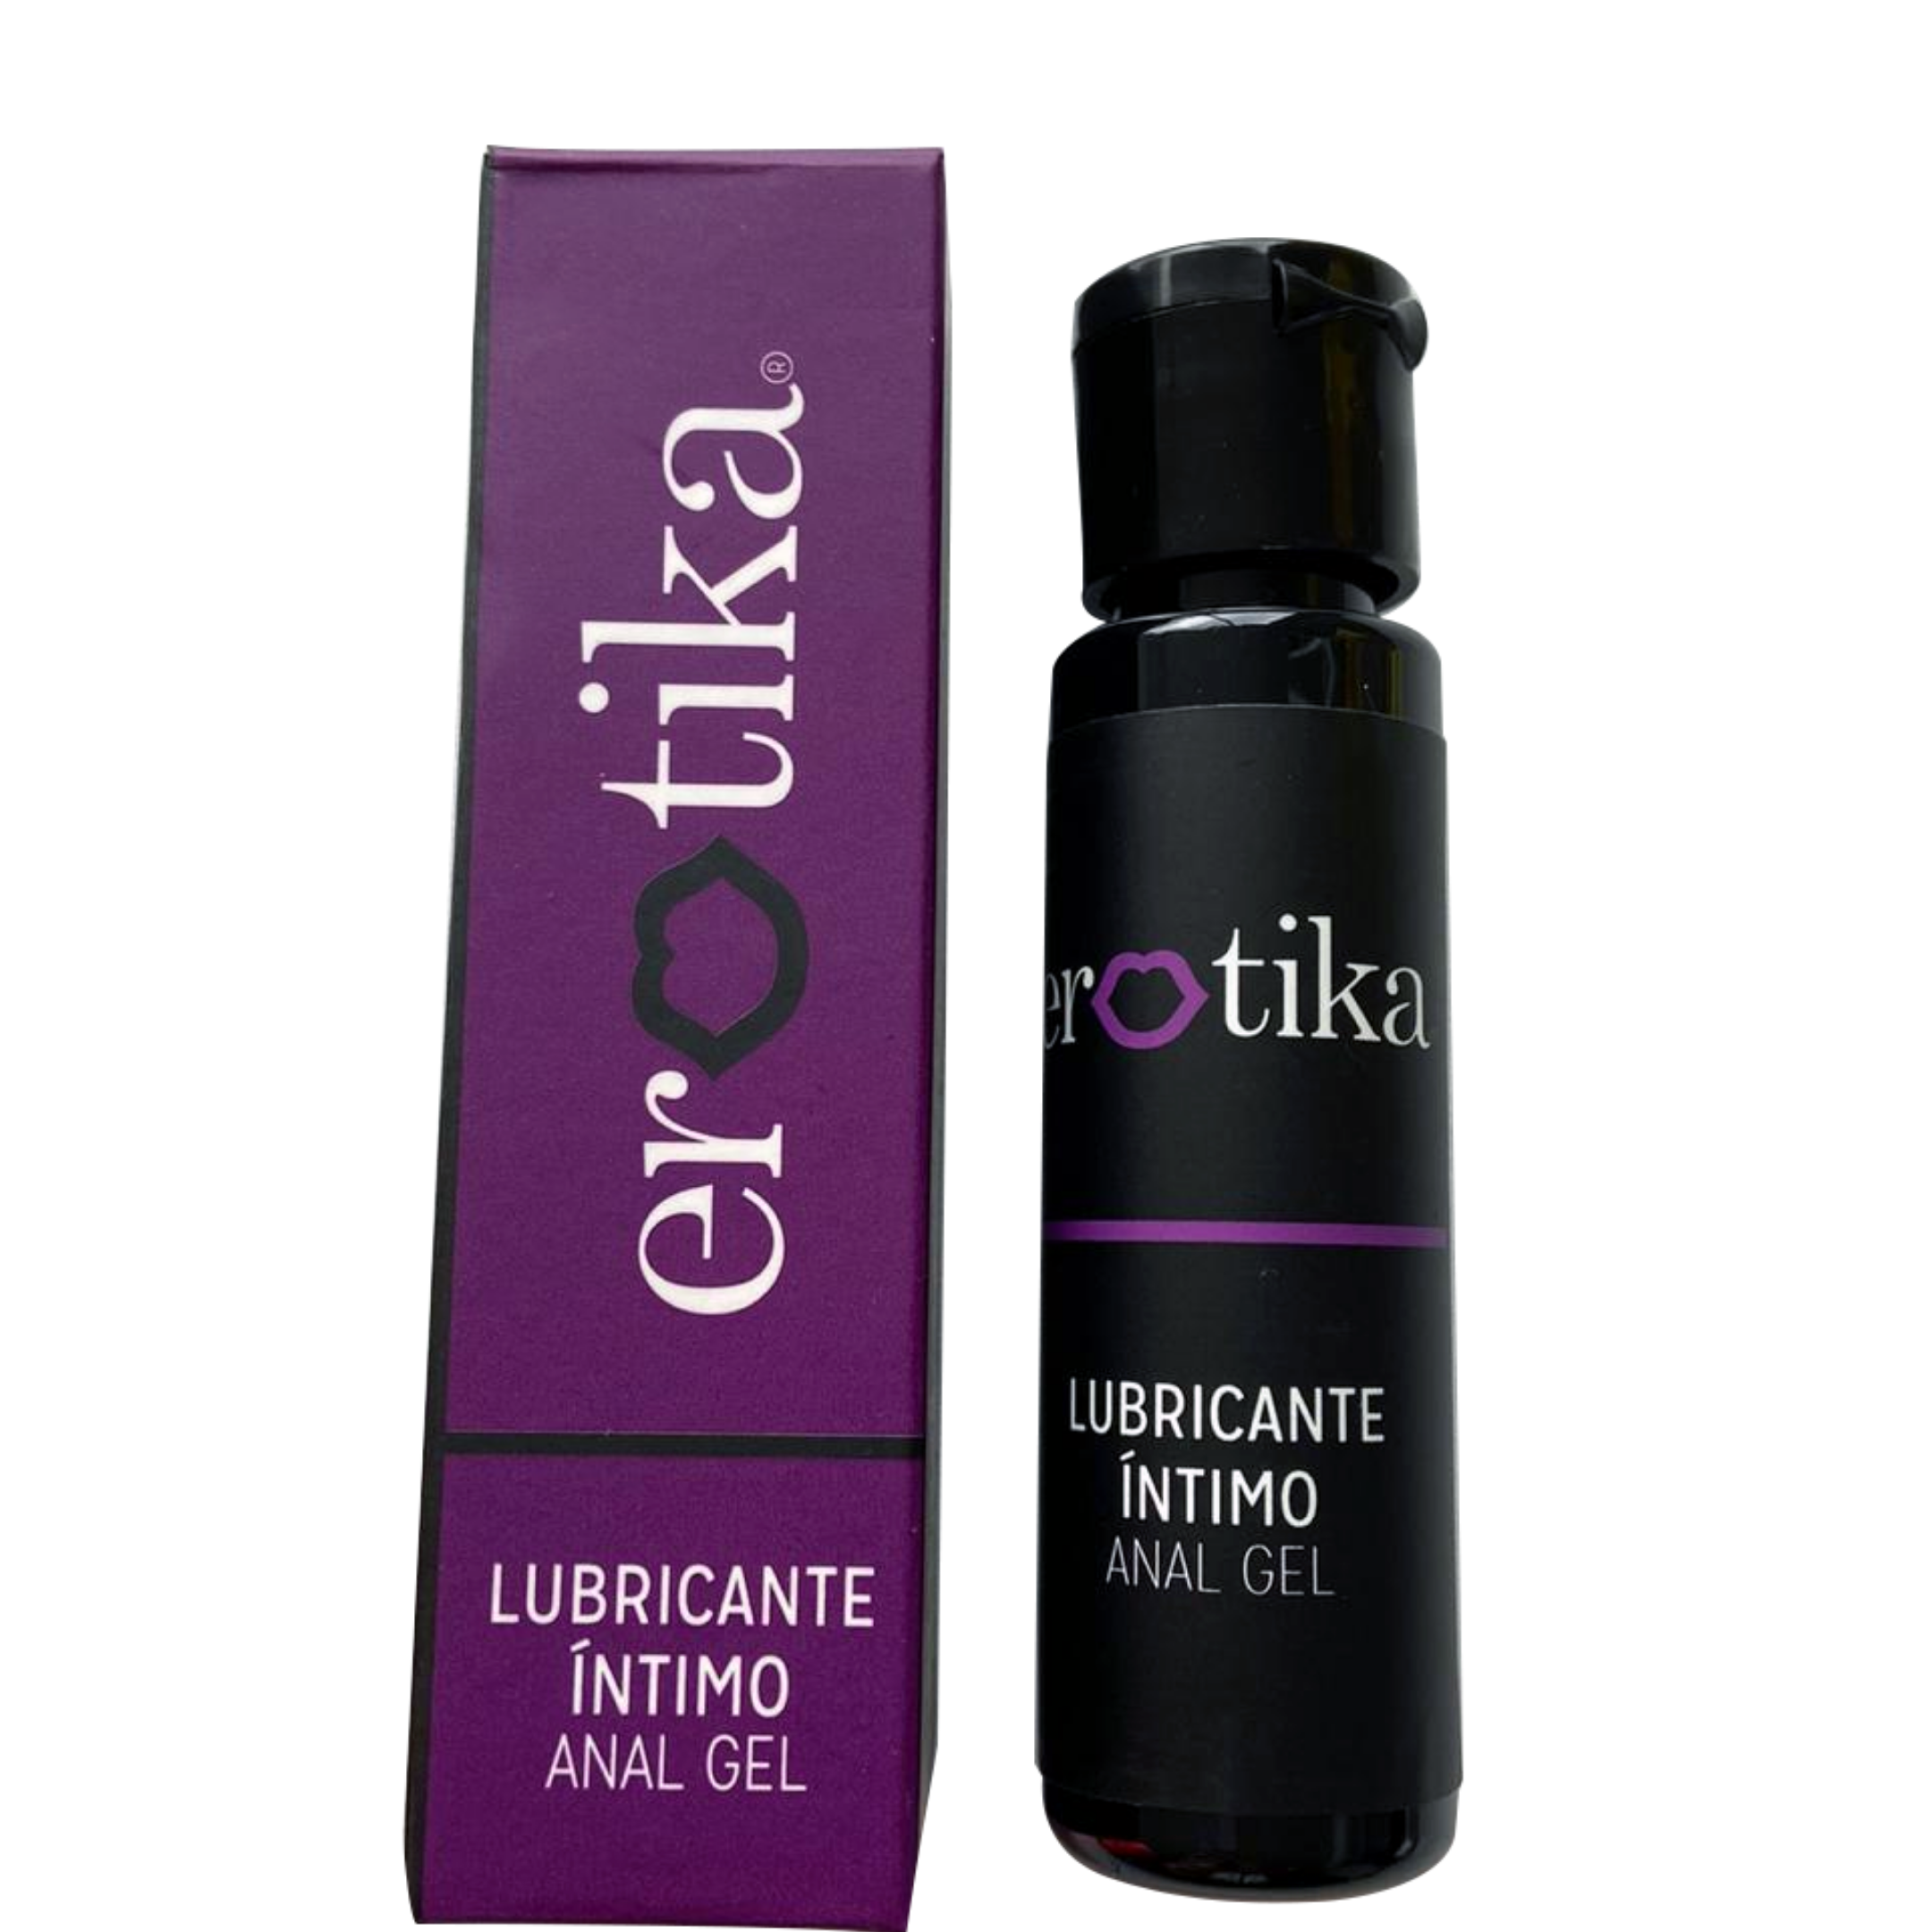 erotika®
LUBRICANTE
ÍNTIMO
ANAL GEL
erotika
LUBRICANTE
ÍNTIMO
ANAL GEL